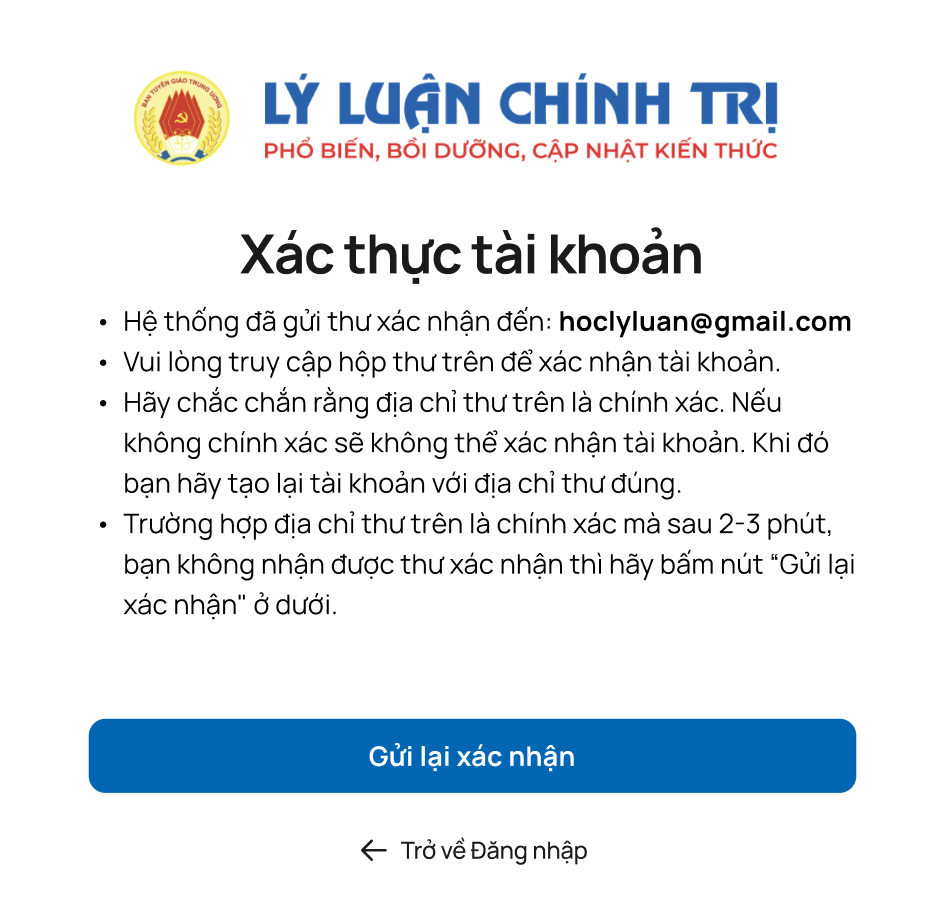 BAN TUYÊN GIÁO TRUNG ƯƠNG
LÝ LUẬN CHÍNH TRỊ
PHỔ BIẾN, BỒI DƯỠNG, CẬP NHẬT KIẾN THỨC
Xác thực tài khoản
• Hệ thống đã gửi thư xác nhận đến: hoclyluan@gmail.com
• Vui lòng truy cập hộp thư trên để xác nhận tài khoản.
• Hãy chắc chắn rằng địa chỉ thư trên là chính xác. Nếu
không chính xác sẽ không thể xác nhận tài khoản. Khi đó
bạn hãy tạo lại tài khoản với địa chỉ thư đúng.
• Trường hợp địa chỉ thư trên là chính xác mà sau 2-3 phút,
bạn không nhận được thư xác nhận thì hãy bấm nút “Gửi lại
xác nhận" ở dưới.
Gửi lại xác nhận
← Trở về Đăng nhập